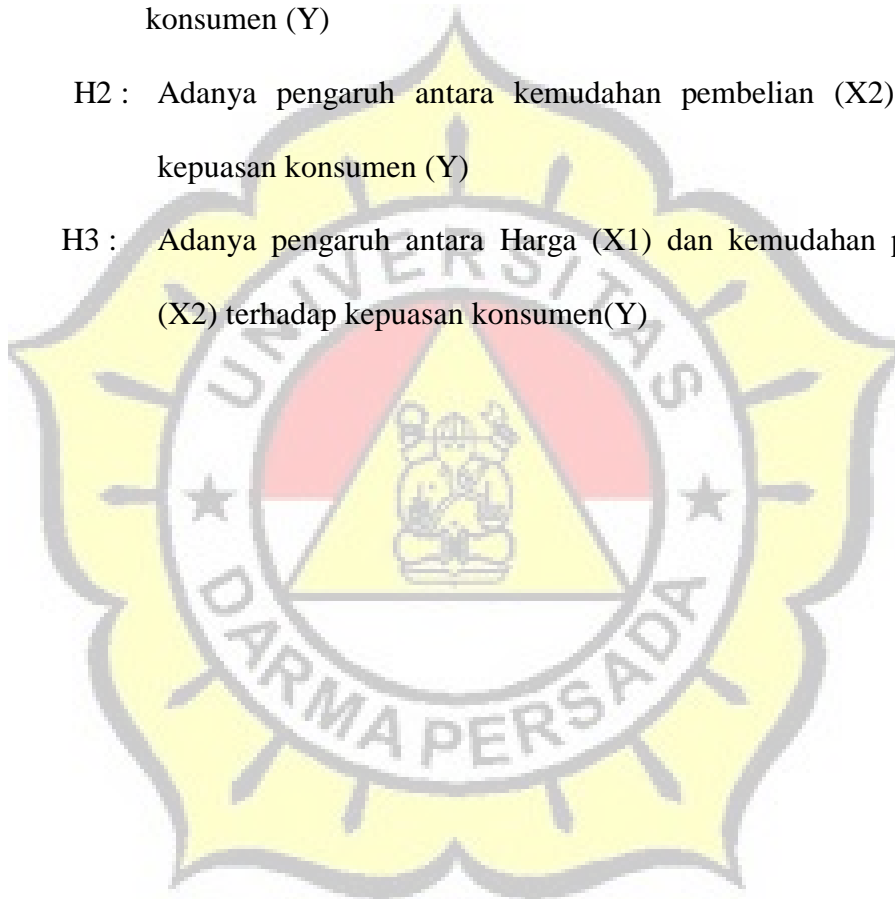 konsumen (Y)
H2 : Adanya pengaruh antara kemudahan pembelian (X2)
kepuasan konsumen (Y)
H3 : Adanya pengaruh antara Harga (X1) dan kemudahan p
(X2) terhadap kepuasan konsumen(Y)
UNIVERSITAS
DARMA PERSADA